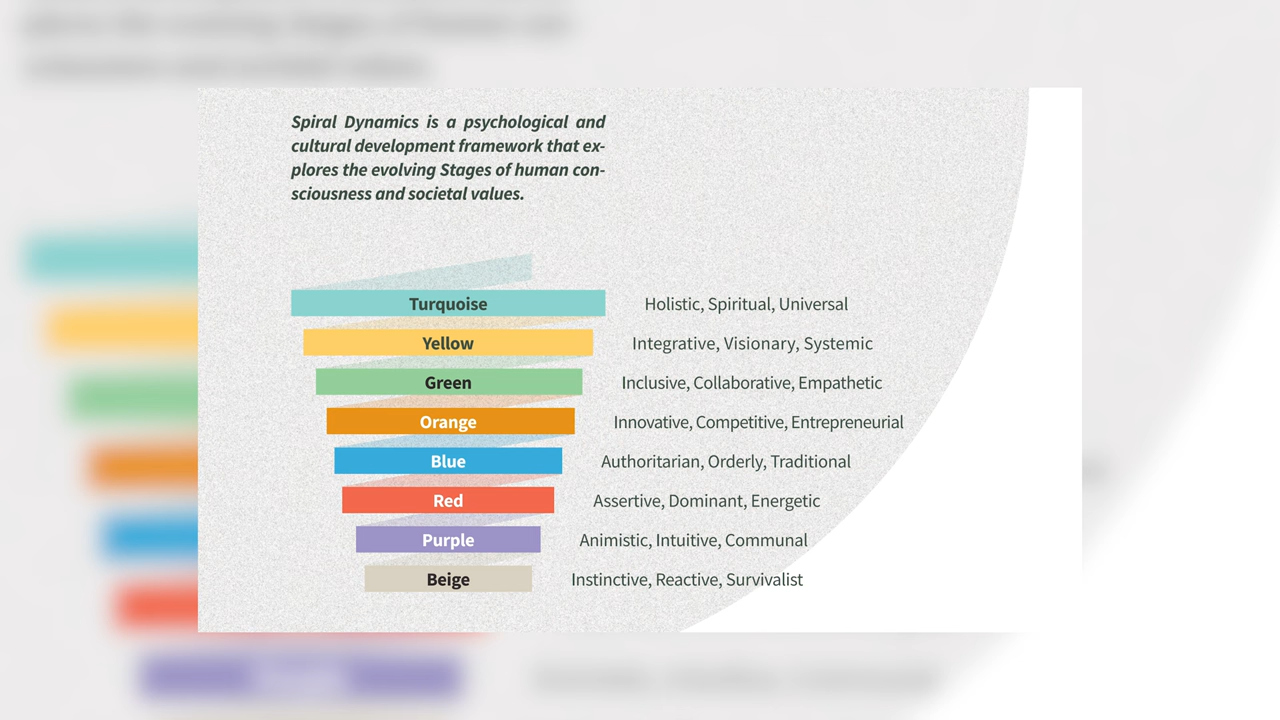 Spiral Dynamics is a psychological and
cultural development framework that ex-
plores the evolving Stages of human con-
sciousness and societal values.
Turquoise Holistic, Spiritual, Universal
Yellow Integrative, Visionary, Systemic
Green Inclusive, Collaborative, Empathetic
Orange Innovative, Competitive, Entrepreneurial
Blue Authoritarian, Orderly, Traditional
Red Assertive, Dominant, Energetic
Purple Animistic, Intuitive, Communal
Beige Instinctive, Reactive, Survivalist